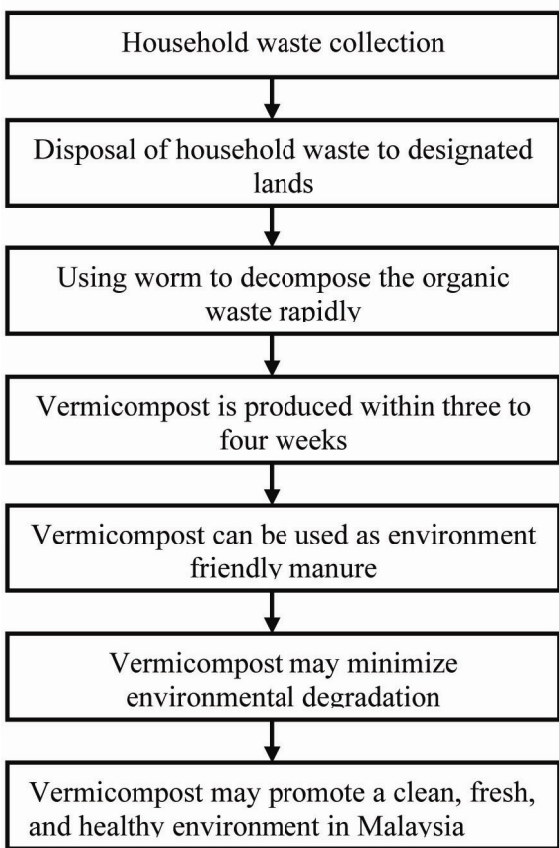 Household waste collection
Disposal of household waste to designated
lands
Using worm to decompose the organic
waste rapidly
Vermicompost is produced within three to
four weeks
Vermicompost can be used as environment
friendly manure
Vermicompost may minimize
environmental degradation
Vermicompost may promote a clean, fresh,
and healthy environment in Malaysia